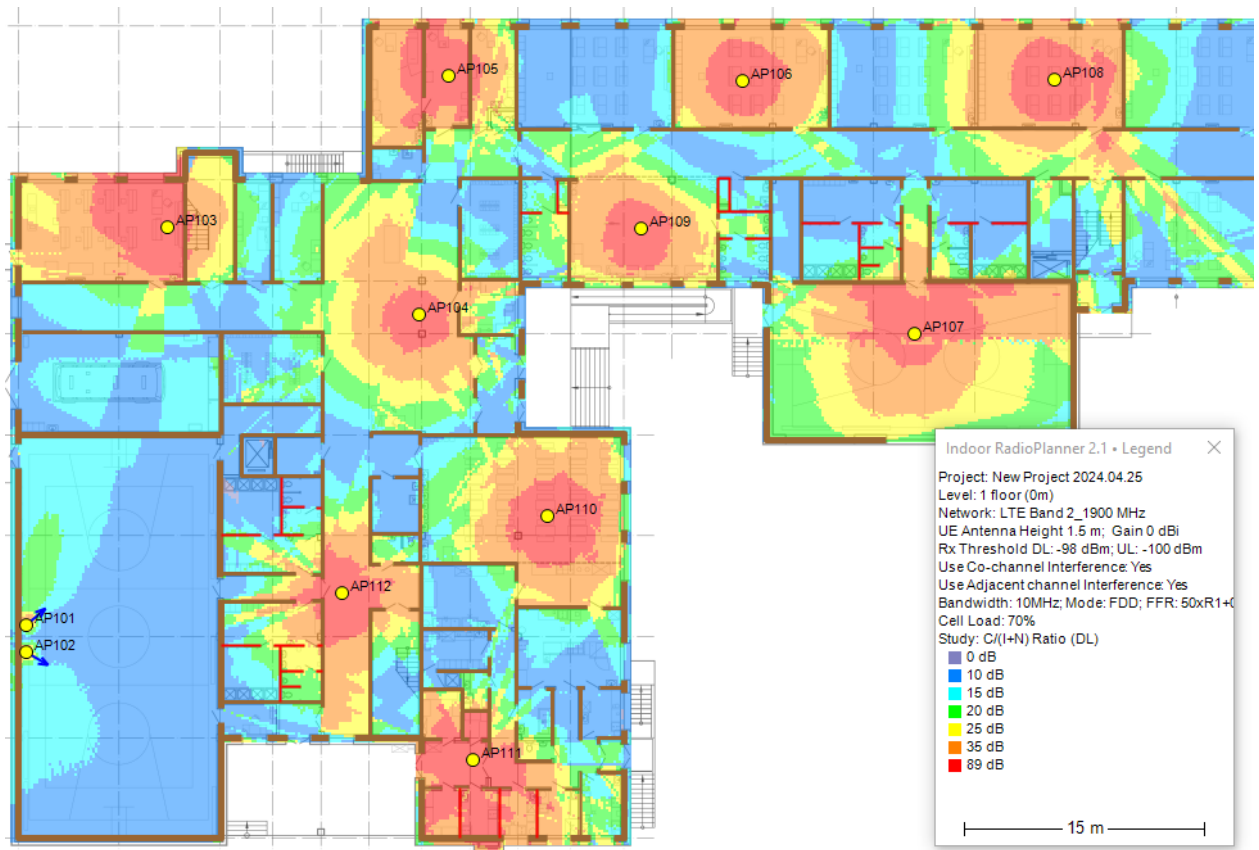 AP105
AP106
AP108
AP103
AP109
AP104
AP107
AP110
AP112
AP101
AP102
AP111
Indoor RadioPlanner 2.1 • Legend
Project: New Project 2024.04.25
Level: 1 floor (0m)
Network: LTE Band 2_1900 MHz
UE Antenna Height 1.5 m; Gain 0 dBi
Rx Threshold DL: -98 dBm; UL: -100 dBm
Use Co-channel Interference: Yes
Use Adjacent channel Interference: Yes
Bandwidth: 10MHz; Mode: FDD; FFR: 50xR1+
Cell Load: 70%
Study: C/(I+N) Ratio (DL)
0 dB
10 dB
15 dB
20 dB
25 dB
35 dB
89 dB
15 m